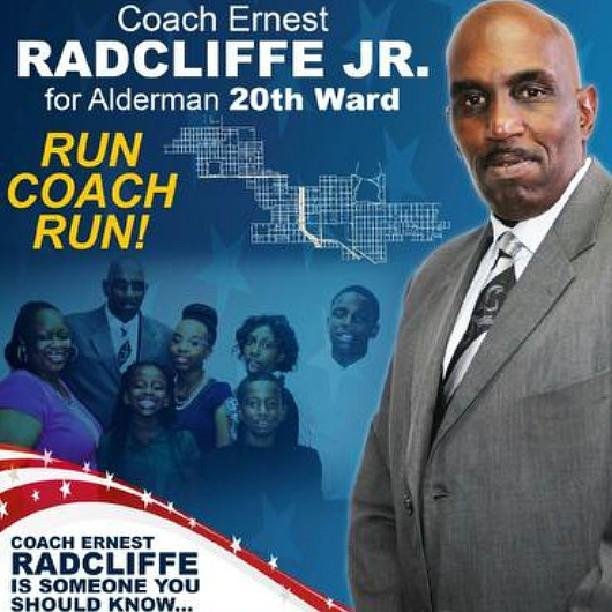 Coach Ernest
RADCLIFFE JR.
for Alderman 20th Ward
RUN
COACH
RUN!
COACH ERNEST
RADCLIFFE
IS SOMEONE YOU
SHOULD KNOW...